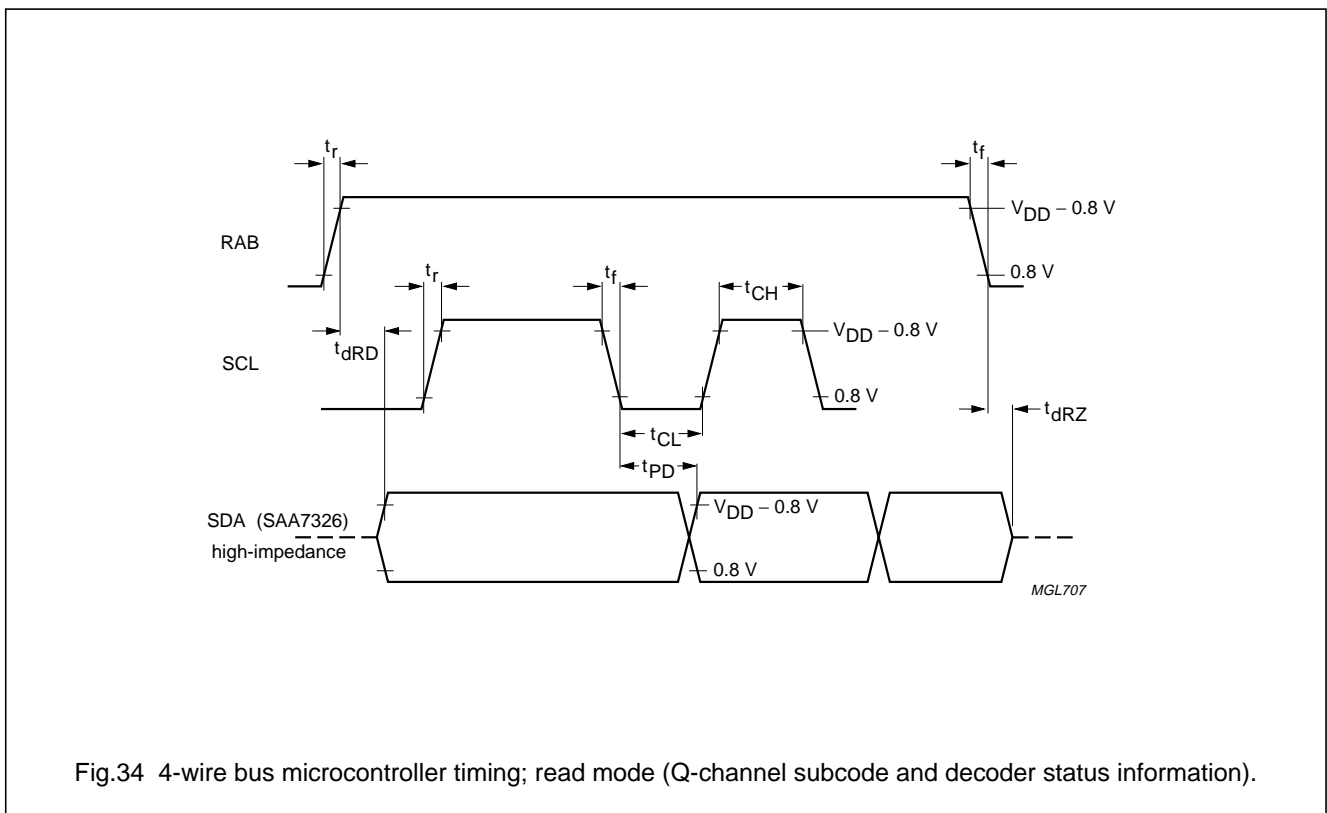 tr
tf
VDD – 0.8 V
RAB
0.8 V
tr
tf
tCH
VDD – 0.8 V
tdRD
SCL
0.8 V
tdRZ
tCL
tPD
VDD – 0.8 V
SDA (SAA7326)
high-impedance
0.8 V
MGL707
Fig.34 4-wire bus microcontroller timing; read mode (Q-channel subcode and decoder status information).